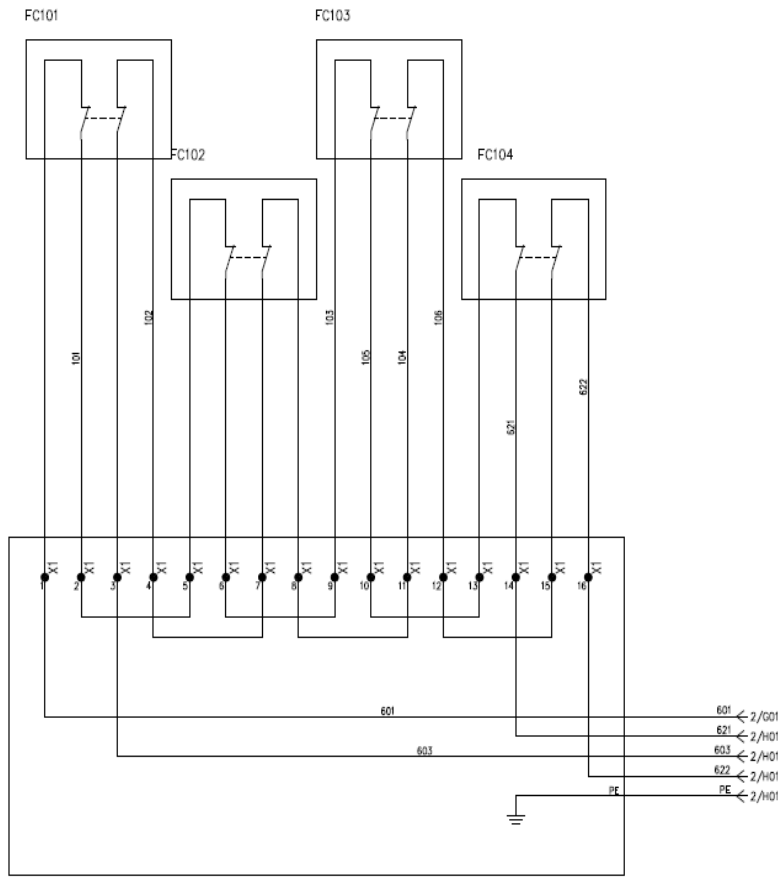 FC101
FC103
FC102
FC104
101
102
103
105
104
106
621
622
1 X1
2 X1
3 X1
4 X1
5 X1
6 X1
7 X1
8 X1
9 X1
10 X1
11 X1
12 X1
13 X1
14 X1
15 X1
16 X1
601 601 2/G01
621 2/H01
603 603 2/H01
622 2/H01
PE PE 2/H01